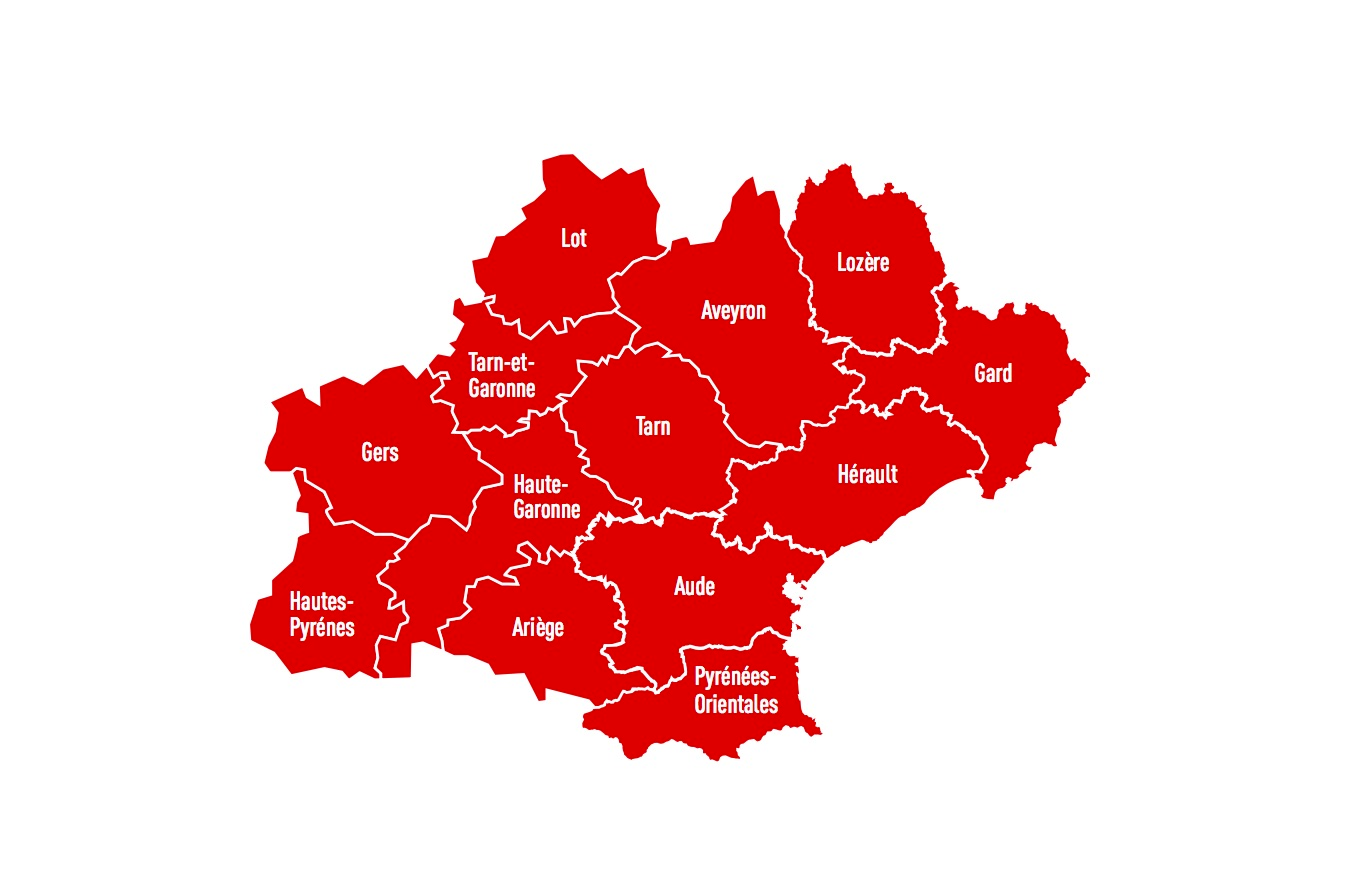 Lot
Lozère
Aveyron
Tarn-et-
Garonne
Gard
Tarn
Gers
Hérault
Haute-
Garonne
Aude
Hautes-
Pyrénes
Ariège
Pyrénées-
Orientales